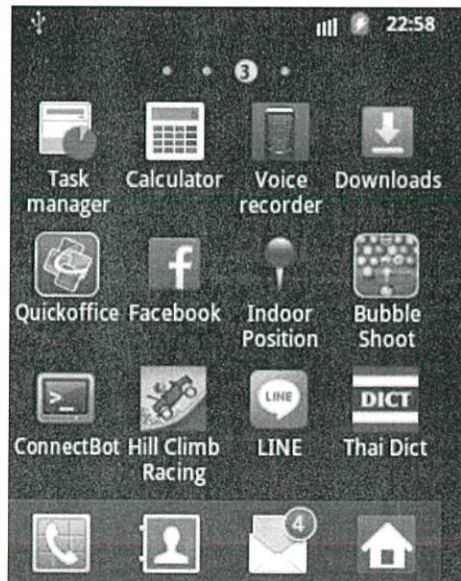 22:58
3
Task manager
Calculator
Voice recorder
Downloads
Quickoffice
f
Facebook
Indoor Position
Bubble Shoot
>_
ConnectBot
Hill Climb Racing
LINE
LINE
DICT
Thai Dict
4